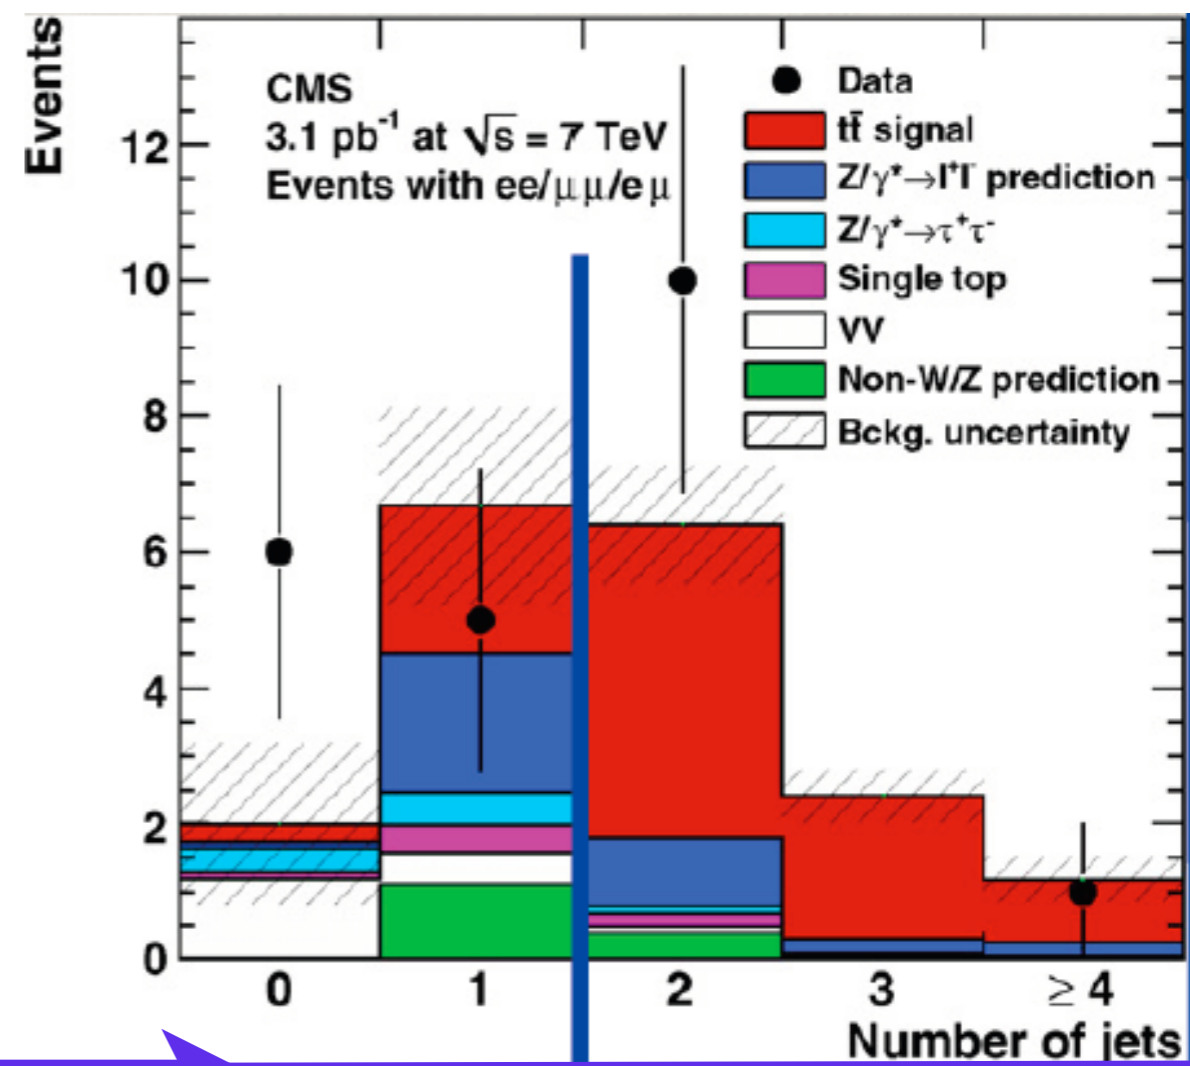 Events
CMS
3.1 pb⁻¹ at √s = 7 TeV
Events with ee/μμ/eμ
Data
tt̄ signal
Z/γ*→l⁺l⁻ prediction
Z/γ*→τ⁺τ⁻
Single top
VV
Non-W/Z prediction
Bckg. uncertainty
12
10
8
6
4
2
0
0 1 2 3 ≥ 4
Number of jets